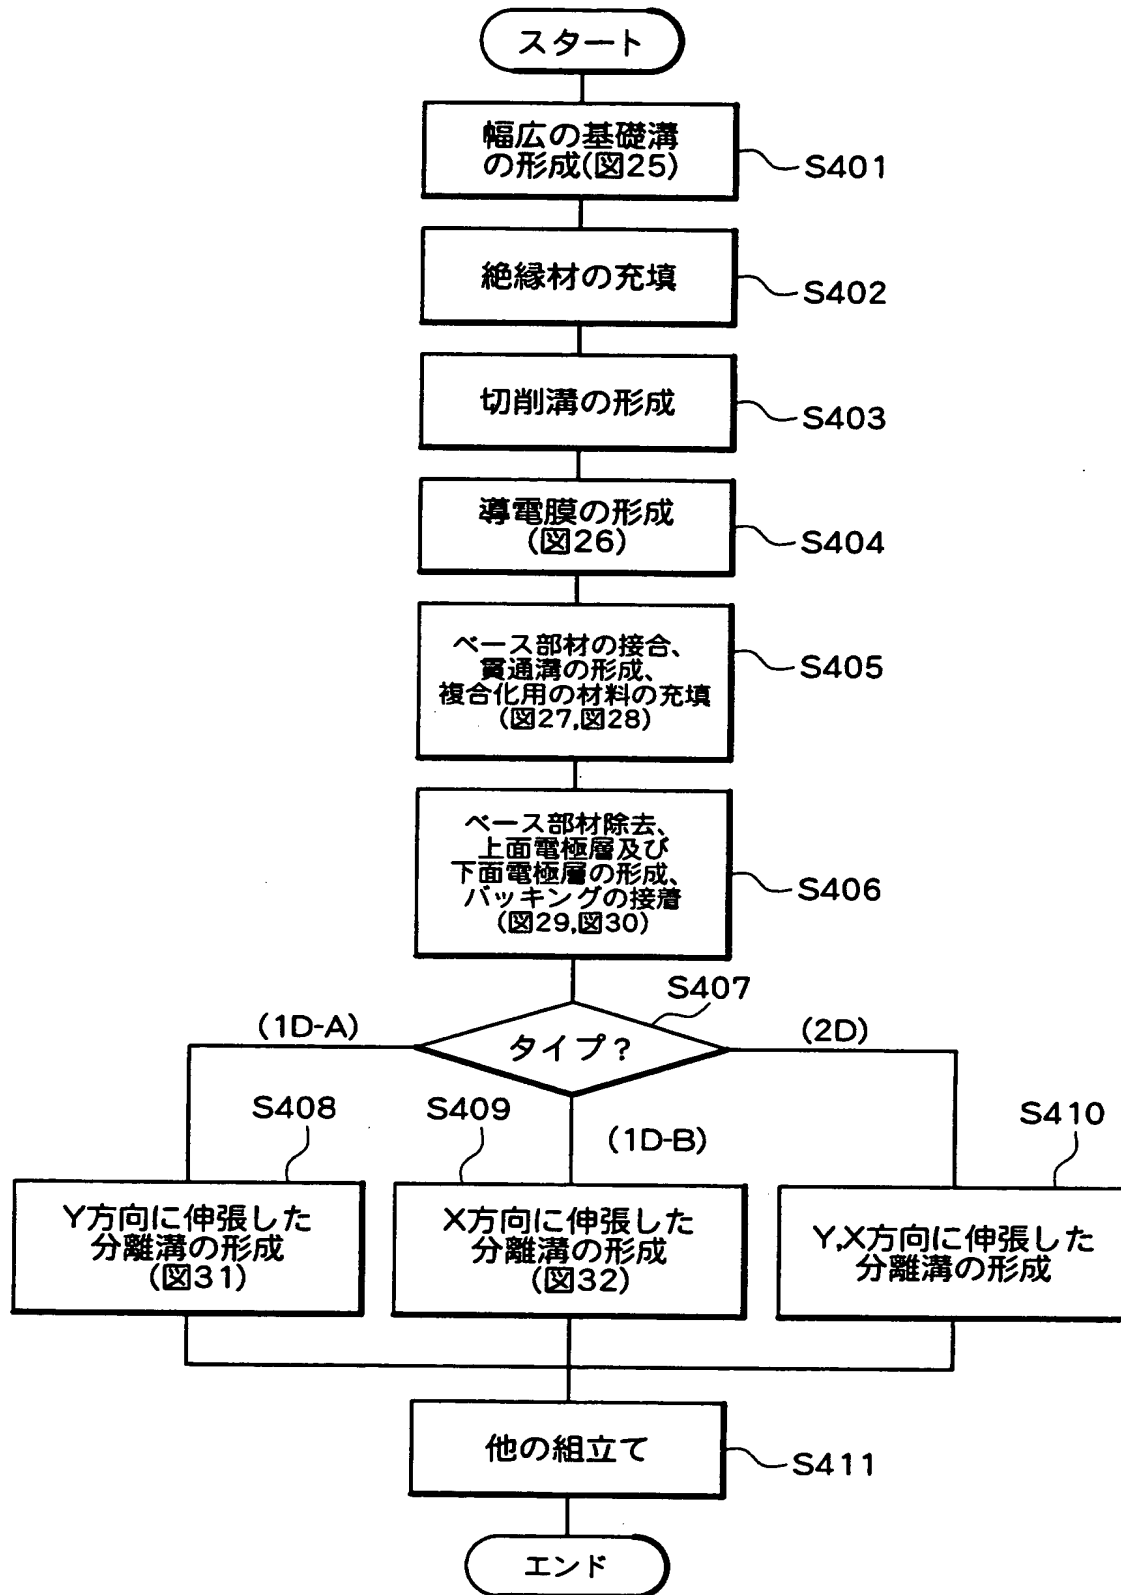 スタート
幅広の基礎溝
の形成(図25)
S401
絶縁材の充填
S402
切削溝の形成
S403
導電膜の形成
(図26)
S404
ベース部材の接合、
貫通溝の形成、
複合化用の材料の充填
(図27,図28)
S405
ベース部材除去、
上面電極層及び
下面電極層の形成、
バッキングの接着
(図29,図30)
S406
S407
タイプ？
(1D-A)
(2D)
(1D-B)
S408
Y方向に伸張した
分離溝の形成
(図31)
S409
X方向に伸張した
分離溝の形成
(図32)
S410
Y,X方向に伸張した
分離溝の形成
他の組立て
S411
エンド